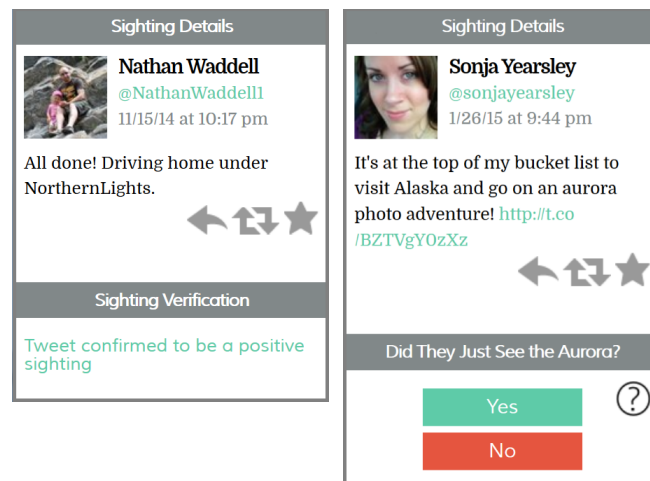 Sighting Details
Nathan Waddell
@NathanWaddell1
11/15/14 at 10:17 pm
All done! Driving home under
NorthernLights.
Sighting Verification
Tweet confirmed to be a positive
sighting
Sighting Details
Sonja Yearsley
@sonjayearsley
1/26/15 at 9:44 pm
It's at the top of my bucket list to
visit Alaska and go on an aurora
photo adventure! http://t.co
/BZTVgY0zXz
Did They Just See the Aurora?
Yes
?
No